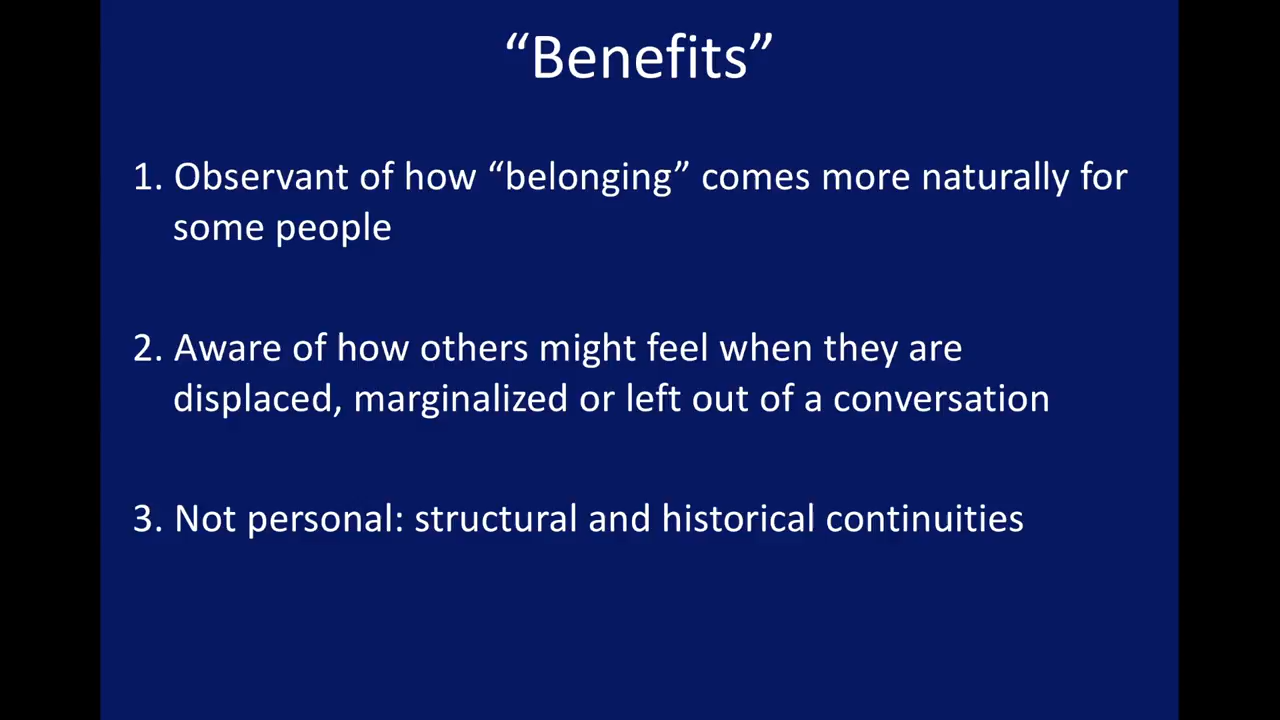 “Benefits”
1. Observant of how “belonging” comes more naturally for
some people
2. Aware of how others might feel when they are
displaced, marginalized or left out of a conversation
3. Not personal: structural and historical continuities